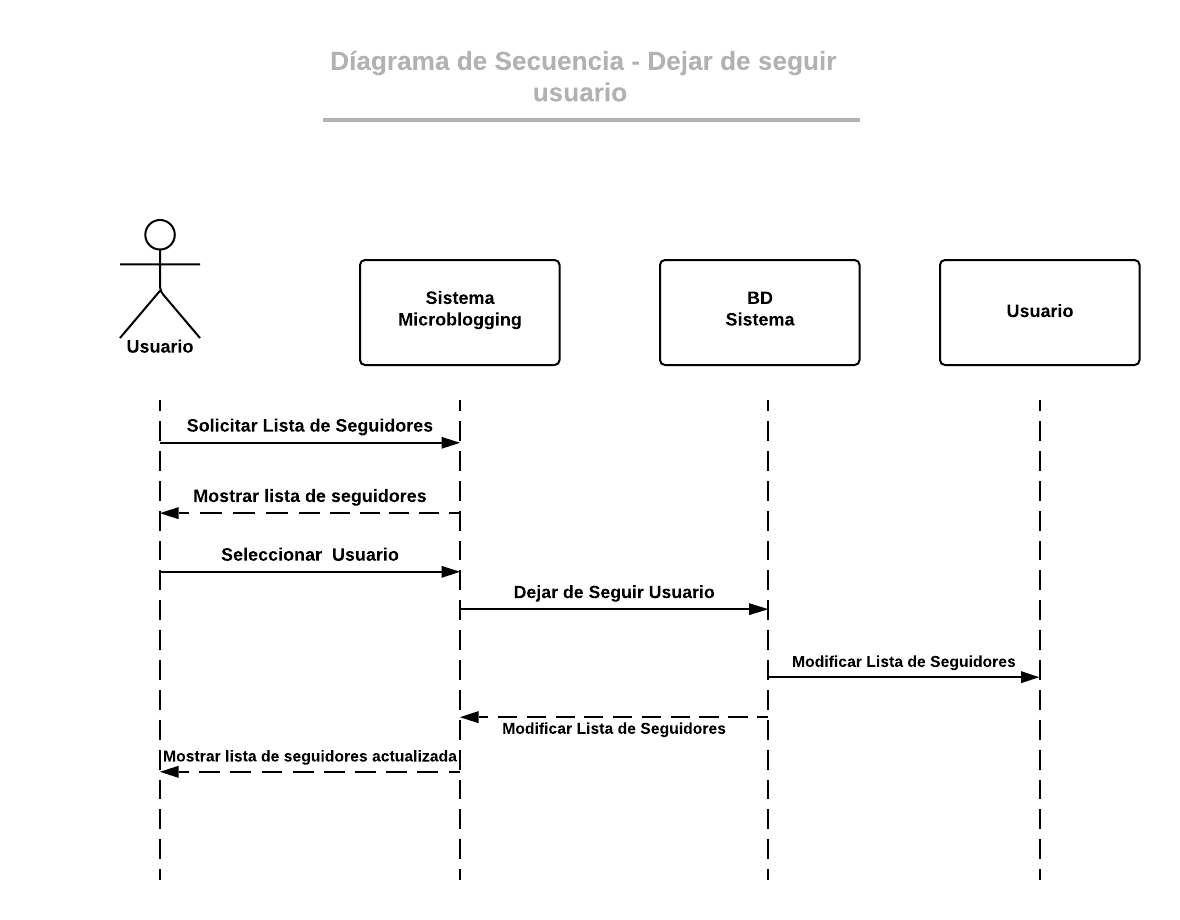 Díagrama de Secuencia - Dejar de seguir
usuario
Usuario
Sistema
Microblogging
BD
Sistema
Usuario
Solicitar Lista de Seguidores
Mostrar lista de seguidores
Seleccionar Usuario
Dejar de Seguir Usuario
Modificar Lista de Seguidores
Modificar Lista de Seguidores
Mostrar lista de seguidores actualizada